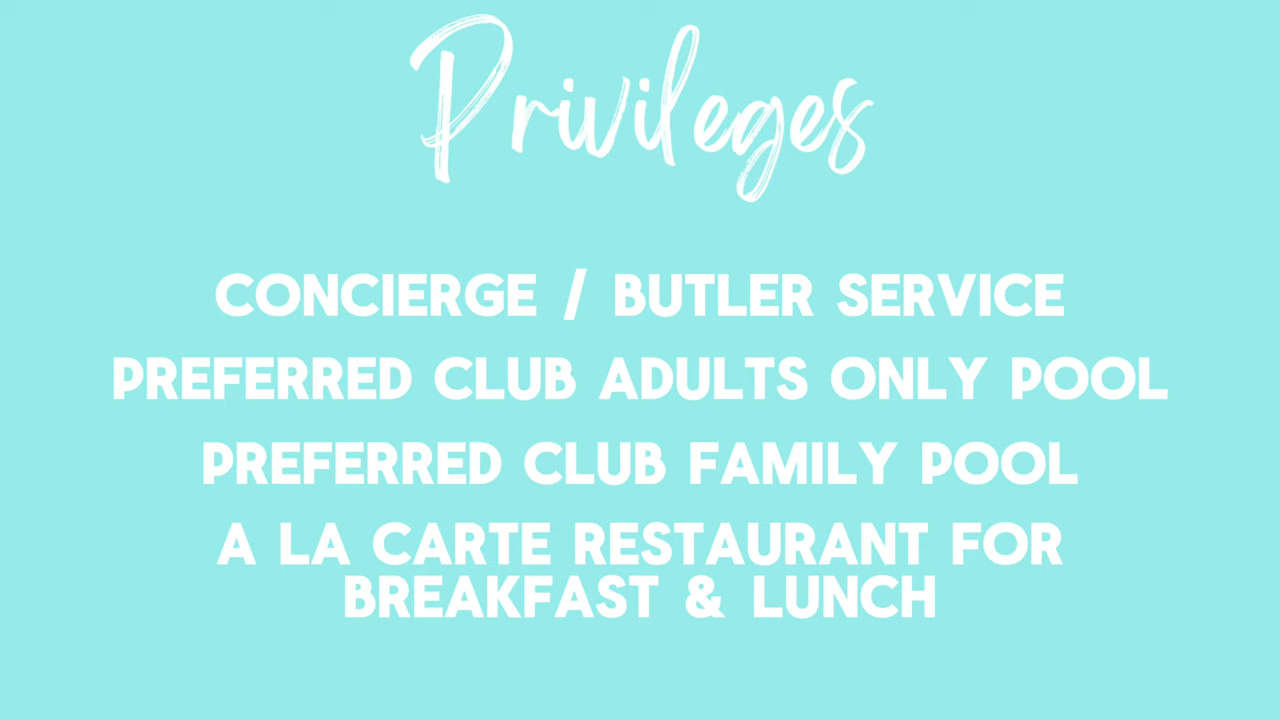 Privileges
CONCIERGE / BUTLER SERVICE
PREFERRED CLUB ADULTS ONLY POOL
PREFERRED CLUB FAMILY POOL
A LA CARTE RESTAURANT FOR
BREAKFAST & LUNCH